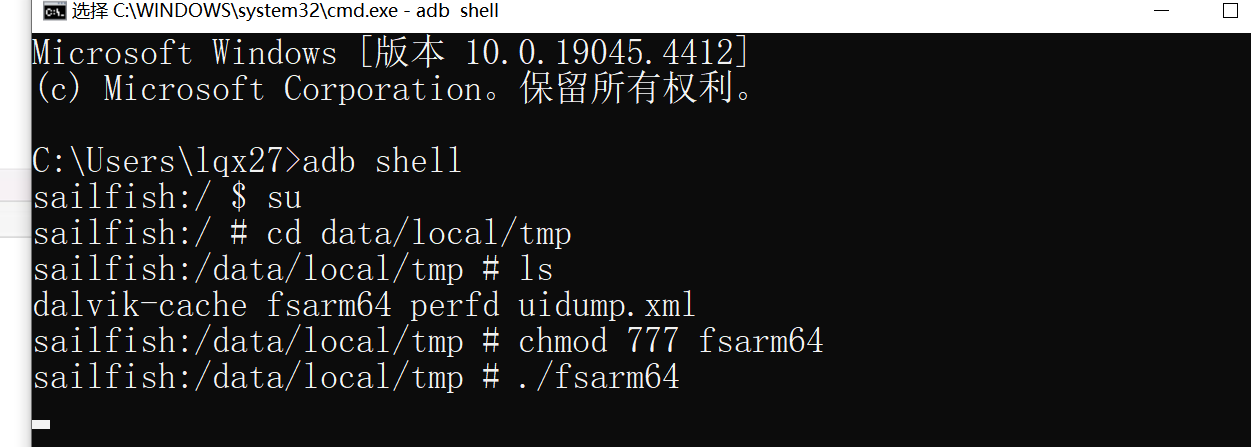 选择 C:\WINDOWS\system32\cmd.exe - adb  shell
Microsoft Windows [版本 10.0.19045.4412]
(c) Microsoft Corporation。保留所有权利。
C:\Users\lqx27>adb shell
sailfish:/ $ su
sailfish:/ # cd data/local/tmp
sailfish:/data/local/tmp # ls
dalvik-cache fsarm64 perfd uidump.xml
sailfish:/data/local/tmp # chmod 777 fsarm64
sailfish:/data/local/tmp # ./fsarm64